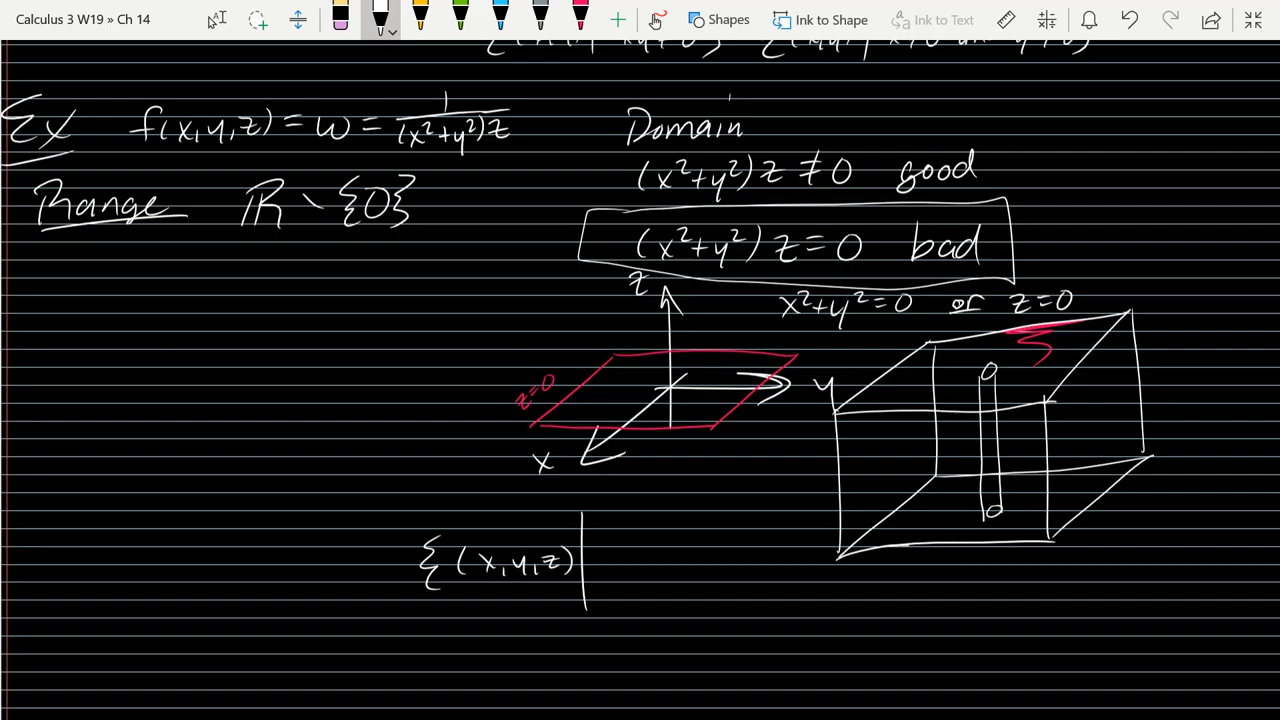 Calculus 3 W19 » Ch 14
Shapes
Ink to Shape
Ink to Text
Ex f(x,y,z) = w = 1/((x²+y²)z)
Domain
(x²+y²)z ≠ 0 good
Range ℝ \ {0}
(x²+y²)z = 0 bad
x²+y²=0 or z=0
z
z=0
y
x
{(x,y,z) |